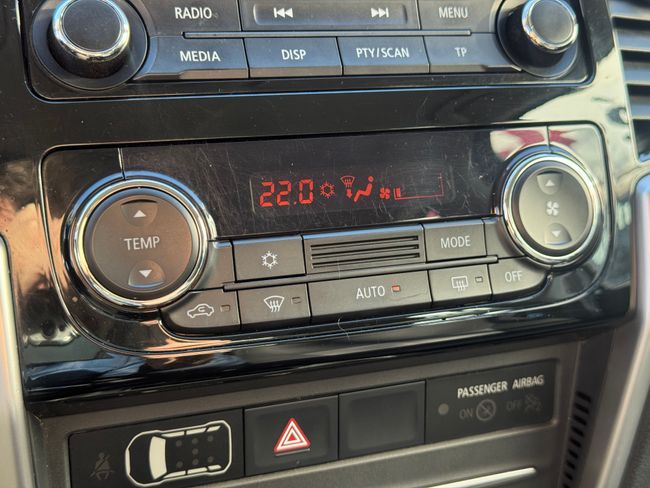 RADIO MENU
MEDIA DISP PTY/SCAN TP
22.0
TEMP MODE
AUTO OFF
PASSENGER AIRBAG
ON OFF